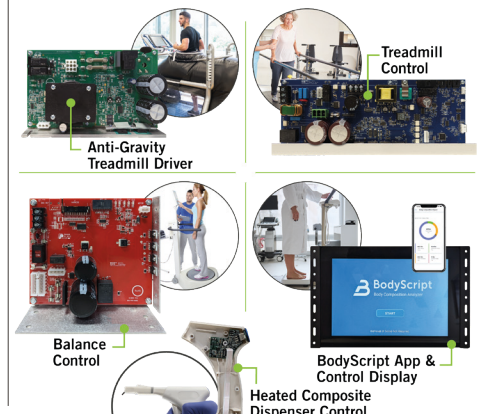 Treadmill
Control
Anti-Gravity
Treadmill Driver
BodyScript
Body Composition Analyzer
START
Balance
Control
BodyScript App &
Control Display
Heated Composite
Dispenser Control